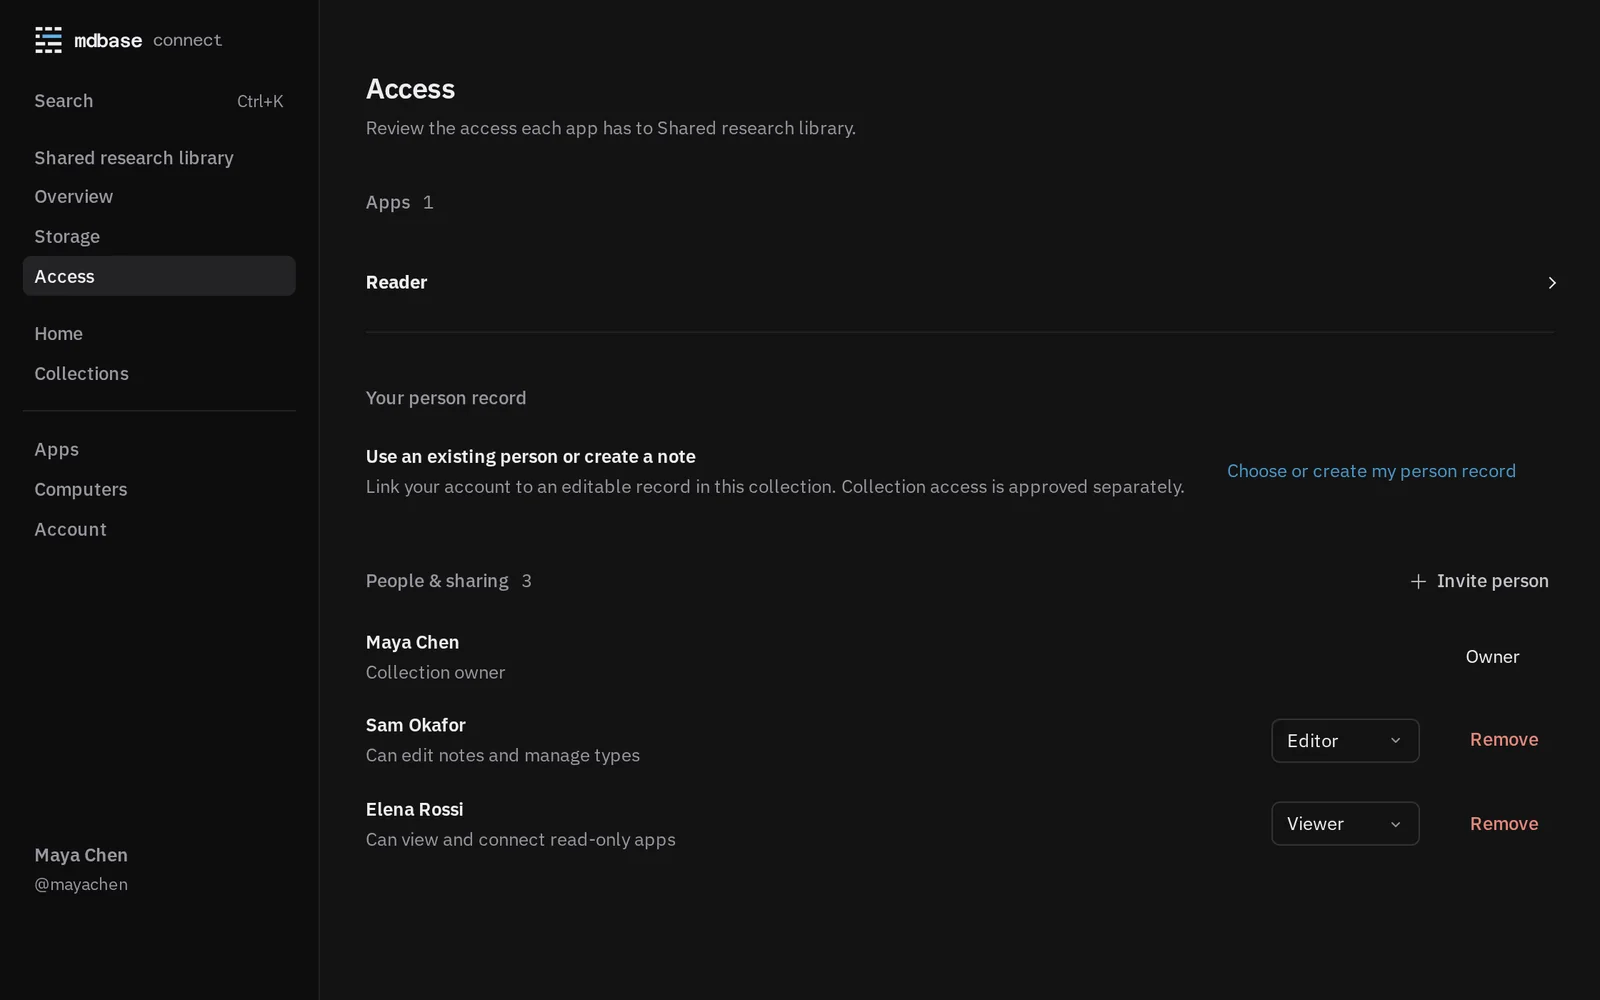 mdbase connect
Search Ctrl+K
Shared research library
Overview
Storage
Access
Home
Collections
Apps
Computers
Account
Maya Chen
@mayachen
Access
Review the access each app has to Shared research library.
Apps 1
Reader
Your person record
Use an existing person or create a note
Link your account to an editable record in this collection. Collection access is approved separately.
Choose or create my person record
People & sharing 3
+ Invite person
Maya Chen
Collection owner
Owner
Sam Okafor
Can edit notes and manage types
Editor
Remove
Elena Rossi
Can view and connect read-only apps
Viewer
Remove